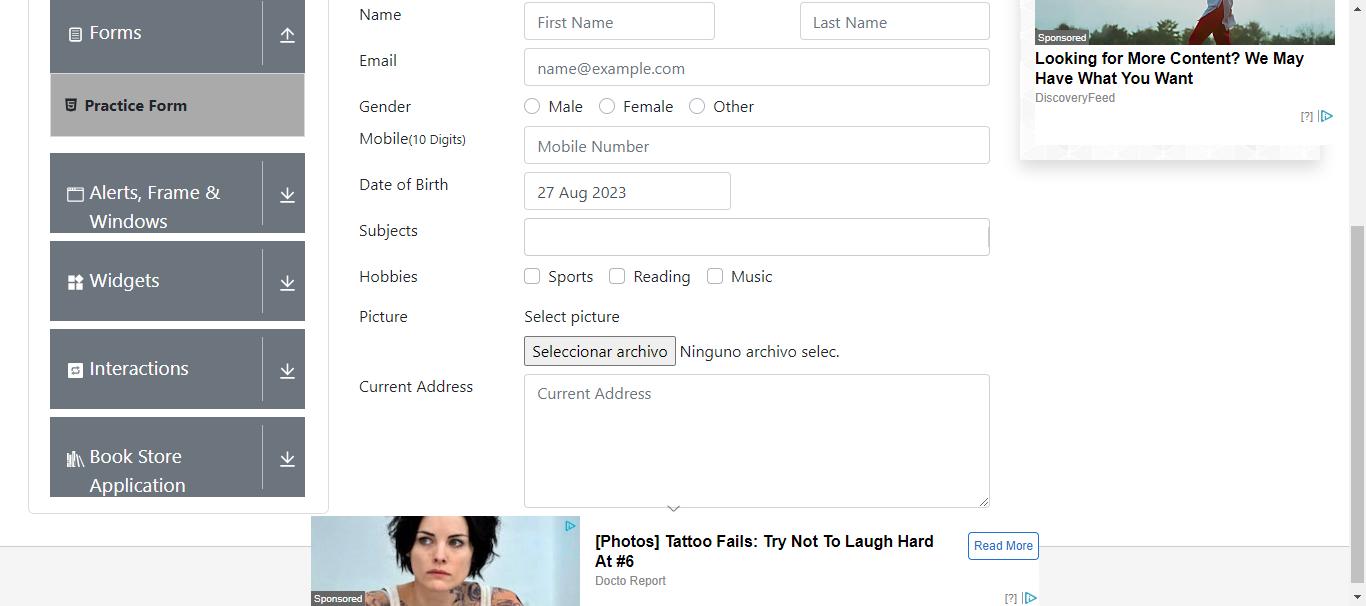 Forms
Practice Form
Alerts, Frame &
Windows
Widgets
Interactions
Book Store
Application
Name
First Name
Last Name
Email
name@example.com
Gender
Male
Female
Other
Mobile(10 Digits)
Mobile Number
Date of Birth
27 Aug 2023
Subjects
Hobbies
Sports
Reading
Music
Picture
Select picture
Seleccionar archivo
Ninguno archivo selec.
Current Address
Current Address
Sponsored
Looking for More Content? We May
Have What You Want
DiscoveryFeed
[?]
Sponsored
[Photos] Tattoo Fails: Try Not To Laugh Hard
At #6
Docto Report
Read More
[?]